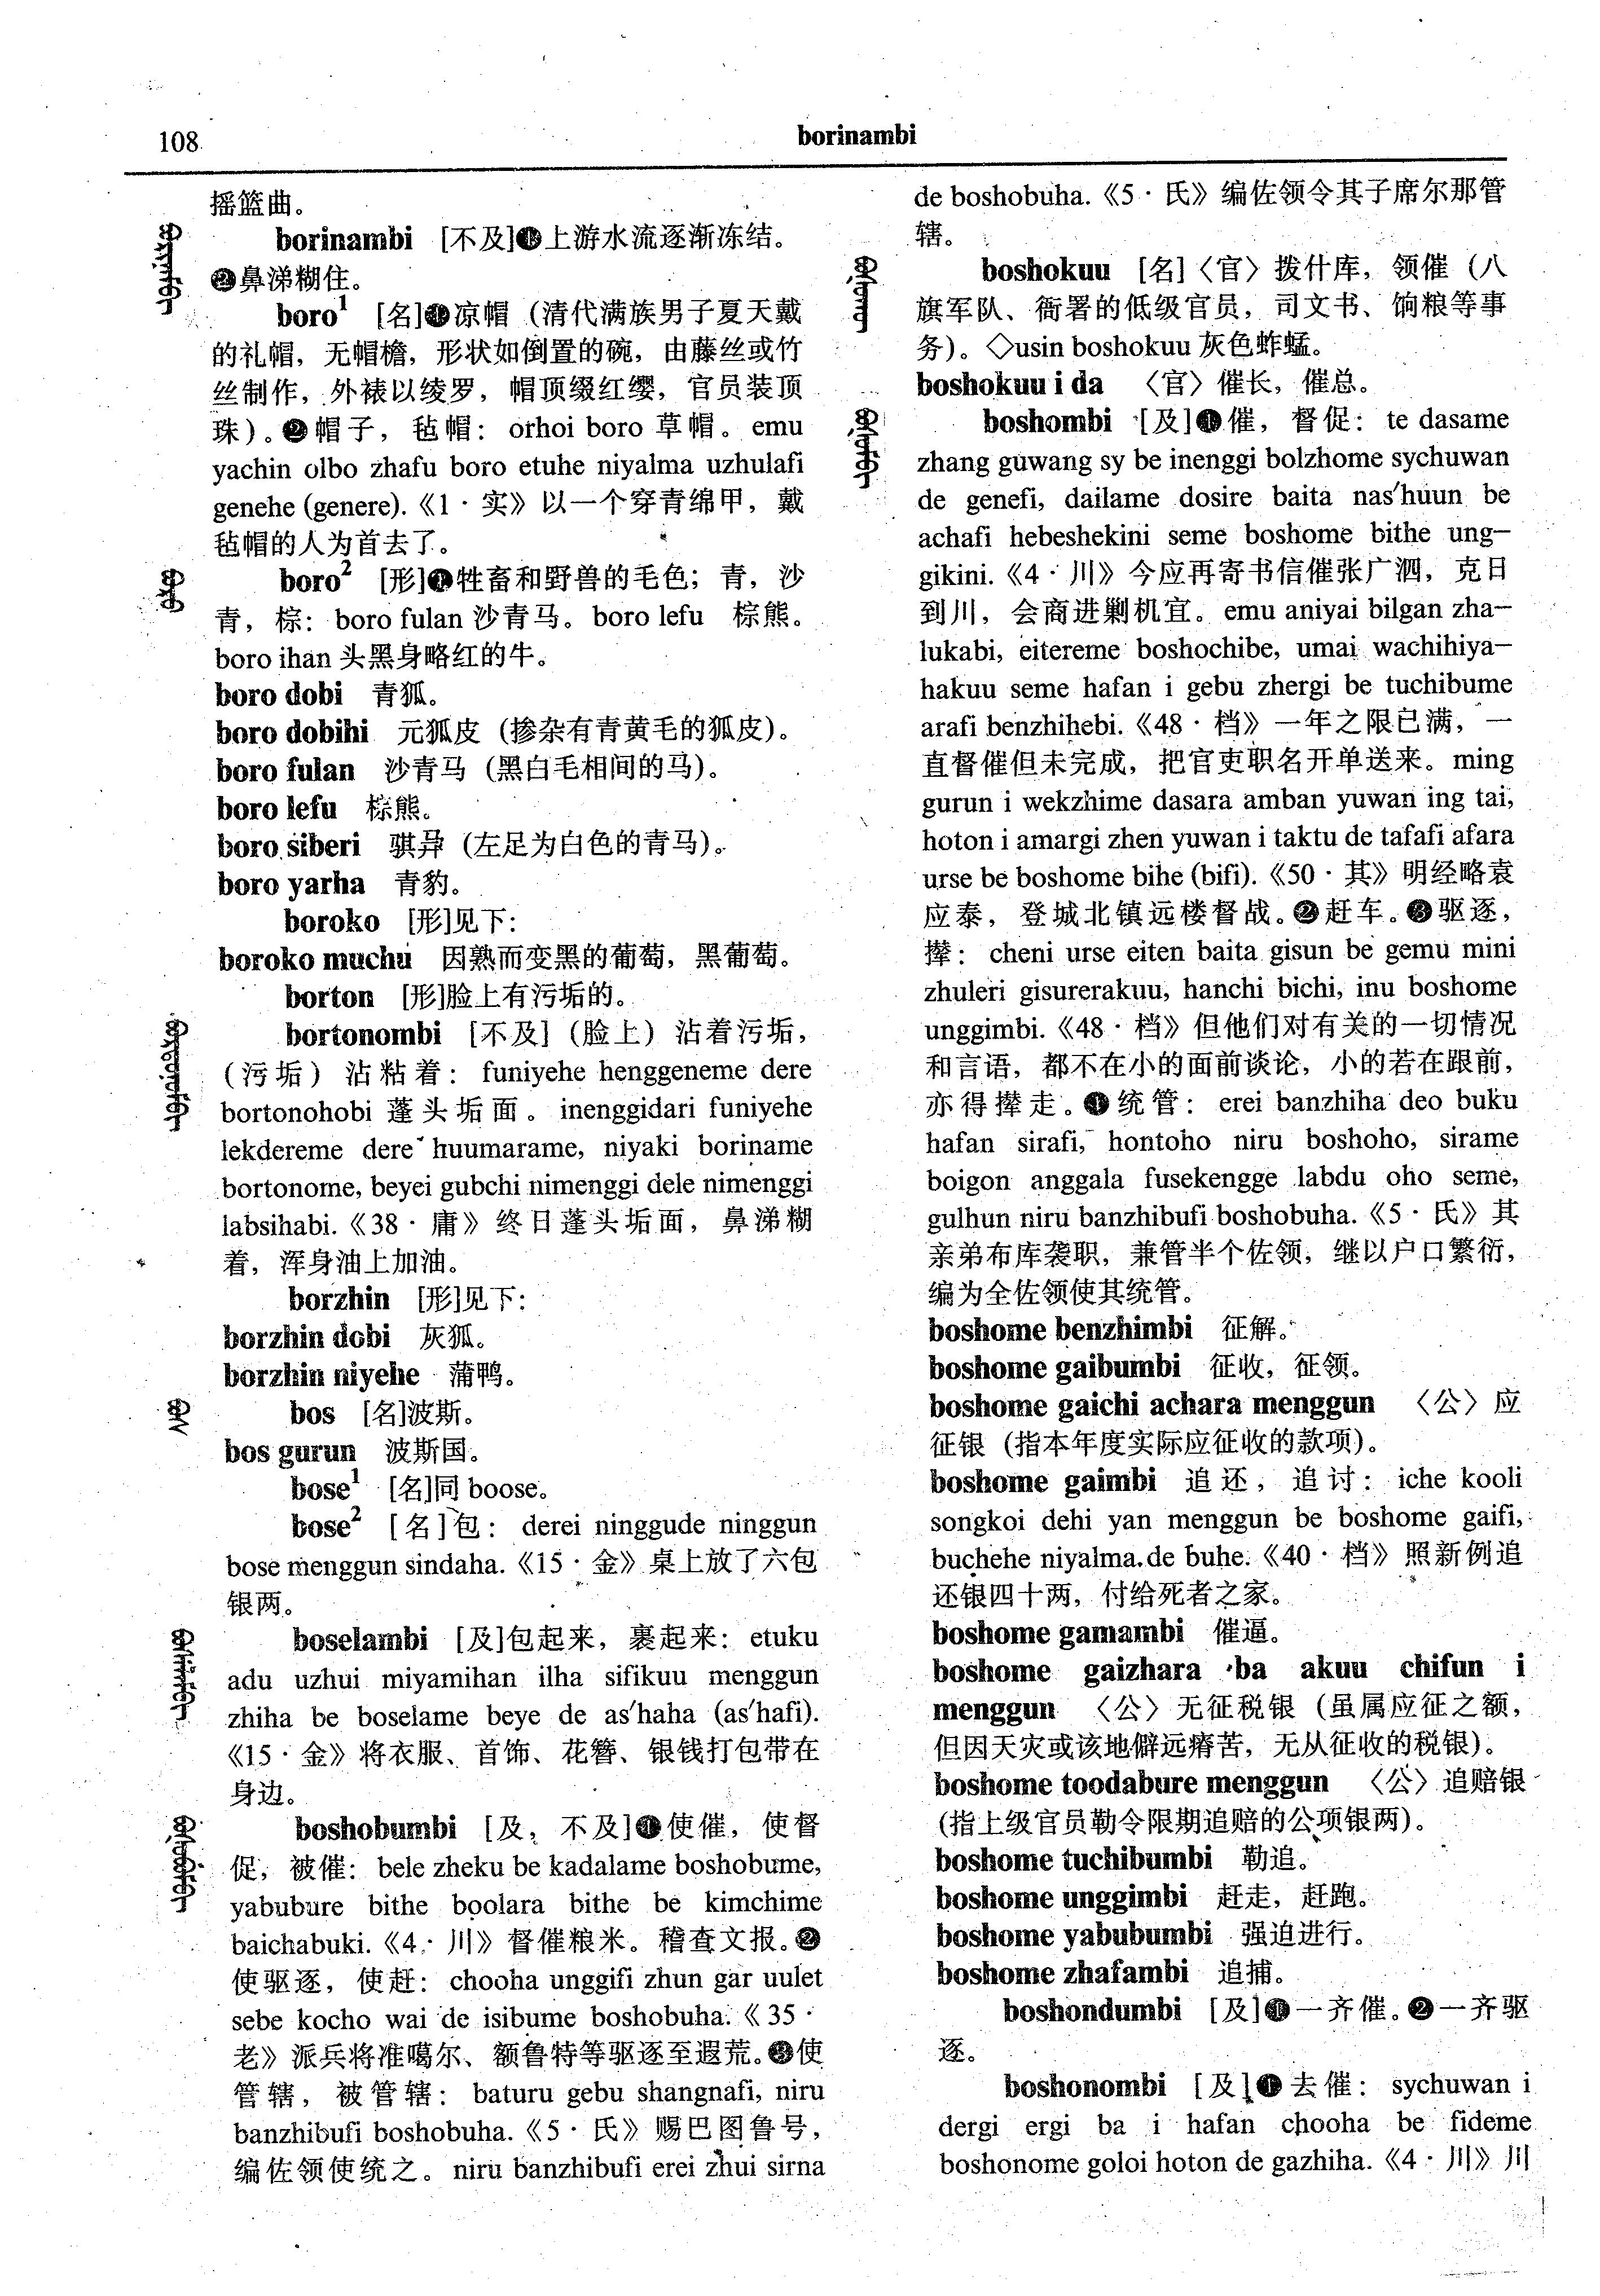 108
borinambi
摇篮曲。
borinambi [不及]❶上游水流逐渐冻结。
❷鼻涕糊住。
boro¹ [名]❶凉帽（清代满族男子夏天戴
的礼帽，无帽檐，形状如倒置的碗，由藤丝或竹
丝制作，外裱以绫罗，帽顶缀红缨，官员装顶
珠）。❷帽子，毡帽：orhoi boro 草帽。emu
yachin olbo zhafu boro etuhe niyalma uzhulafi
genehe (genere).《1·实》以一个穿青绵甲，戴
毡帽的人为首去了。
boro² [形]❶牲畜和野兽的毛色；青，沙
青，棕：boro fulan 沙青马。boro lefu 棕熊。
boro ihan 头黑身略红的牛。
boro dobi 青狐。
boro dobihi 元狐皮（掺杂有青黄毛的狐皮）。
boro fulan 沙青马（黑白毛相间的马）。
boro lefu 棕熊。
boro siberi 骐异（左足为白色的青马）。
boro yarha 青豹。
boroko [形]见下：
boroko muchu 因熟而变黑的葡萄，黑葡萄。
borton [形]脸上有污垢的。
bortonombi [不及]（脸上）沾着污垢，
（污垢）沾粘着：funiyehe henggeneme dere
bortonohobi 蓬头垢面。inenggidari funiyehe
lekdereme dere huumarame, niyaki boriname
bortonome, beyei gubchi nimenggi dele nimenggi
labsihabi.《38·庸》终日蓬头垢面，鼻涕糊
着，浑身油上加油。
borzhin [形]见下：
borzhin dobi 灰狐。
borzhin niyehe 蒲鸭。
bos [名]波斯。
bos gurun 波斯国。
bose¹ [名]同 boose。
bose² [名]包：derei ninggude ninggun
bose menggun sindaha.《15·金》桌上放了六包
银两。
boselambi [及]包起来，裹起来：etuku
adu uzhui miyamihan ilha sifikuu menggun
zhiha be boselame beye de as'haha (as'hafi).
《15·金》将衣服、首饰、花簪、银钱打包带在
身边。
boshobumbi [及，不及]❶使催，使督
促，被催：bele zheku be kadalame boshobume,
yabubure bithe boolara bithe be kimchime
baichabuki.《4·川》督催粮米。稽查文报。❷
使驱逐，使赶：chooha unggifi zhun gar uulet
sebe kocho wai de isibume boshobuha.《35·
老》派兵将准噶尔、额鲁特等驱逐至遐荒。❸使
管辖，被管辖：baturu gebu shangnafi, niru
banzhibufi boshobuha.《5·氏》赐巴图鲁号，
编佐领使统之。niru banzhibufi erei zhui sirna
de boshobuha.《5·氏》编佐领令其子席尔那管
辖。
boshokuu [名]〈官〉拨什库，领催（八
旗军队、衙署的低级官员，司文书、饷粮等事
务）。◇usin boshokuu 灰色蚱蜢。
boshokuu i da 〈官〉催长，催总。
boshombi [及]❶催，督促：te dasame
zhang guwang sy be inenggi bolzhome sychuwan
de genefi, dailame dosire baita nas'huun be
achafi hebeshekini seme boshome bithe ung—
gikini.《4·川》今应再寄书信催张广泗，克日
到川，会商进剿机宜。emu aniyai bilgan zha—
lukabi, eitereme boshochibe, umai wachihiya—
hakuu seme hafan i gebu zhergi be tuchibume
arafi benzhihebi.《48·档》一年之限已满，一
直督催但未完成，把官吏职名开单送来。ming
gurun i wekzhime dasara amban yuwan ing tai,
hoton i amargi zhen yuwan i taktu de tafafi afara
urse be boshome bihe (bifi).《50·其》明经略袁
应泰，登城北镇远楼督战。❷赶车。❸驱逐，
撵：cheni urse eiten baita gisun be gemu mini
zhuleri gisurerakuu, hanchi bichi, inu boshome
unggimbi.《48·档》但他们对有关的一切情况
和言语，都不在小的面前谈论，小的若在跟前，
亦得撵走。❹统管：erei banzhiha deo buku
hafan sirafi, hontoho niru boshoho, sirame
boigon anggala fusekengge labdu oho seme,
gulhun niru banzhibufi boshobuha.《5·氏》其
亲弟布库袭职，兼管半个佐领，继以户口繁衍，
编为全佐领使其统管。
boshome benzhimbi 征解。
boshome gaibumbi 征收，征领。
boshome gaichi achara menggun 〈公〉应
征银（指本年度实际应征收的款项）。
boshome gaimbi 追还，追讨：iche kooli
songkoi dehi yan menggun be boshome gaifi,
buchehe niyalma de buhe.《40·档》照新例追
还银四十两，付给死者之家。
boshome gamambi 催逼。
boshome gaizhara ba akuu chifun i
menggun 〈公〉无征税银（虽属应征之额，
但因天灾或该地僻远瘠苦，无从征收的税银）。
boshome toodabure menggun 〈公〉追赔银
（指上级官员勒令限期追赔的公项银两）。
boshome tuchibumbi 勒追。
boshome unggimbi 赶走，赶跑。
boshome yabubumbi 强迫进行。
boshome zhafambi 追捕。
boshondumbi [及]❶一齐催。❷一齐驱
逐。
boshonombi [及]❶去催：sychuwan i
dergi ergi ba i hafan chooha be fideme
boshonome goloi hoton de gazhiha.《4·川》川